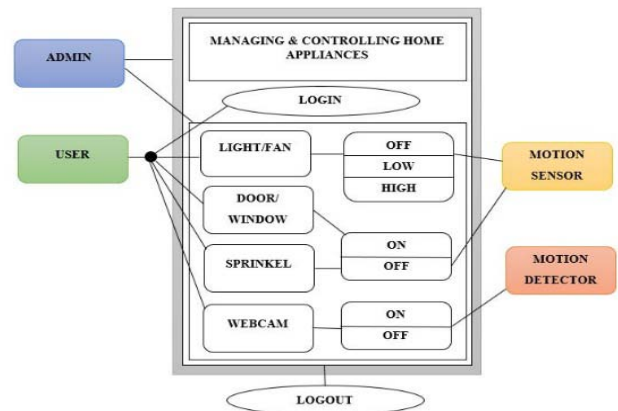 MANAGING & CONTROLLING HOME
APPLIANCES
ADMIN
LOGIN
USER
LIGHT/FAN
OFF
LOW
HIGH
MOTION
SENSOR
DOOR/
WINDOW
ON
OFF
SPRINKEL
MOTION
DETECTOR
WEBCAM
ON
OFF
LOGOUT